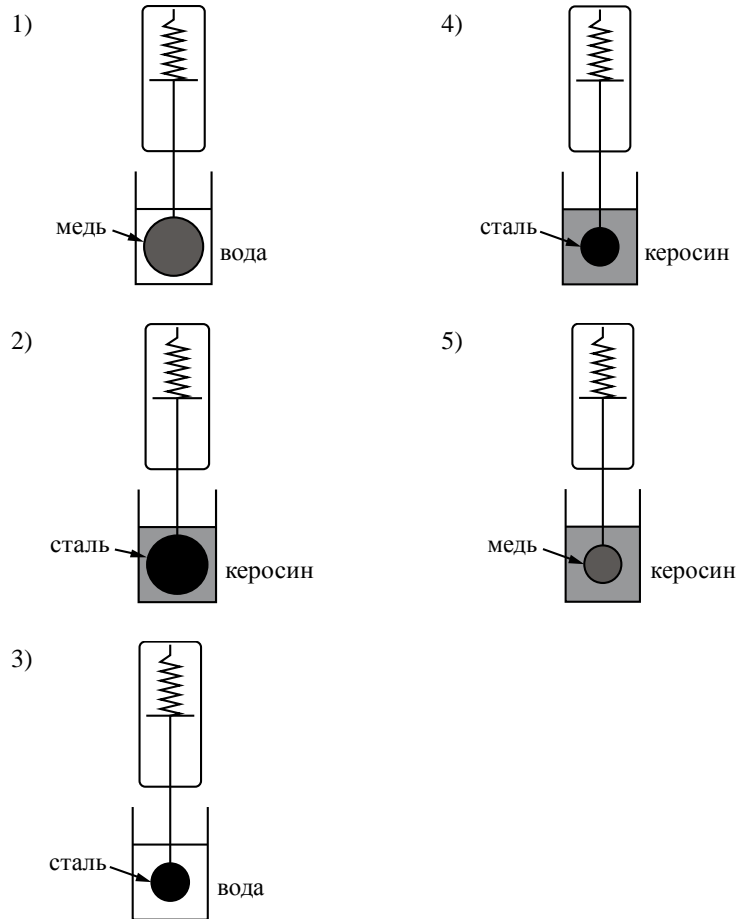 1)
медь
вода
2)
сталь
керосин
3)
сталь
вода
4)
сталь
керосин
5)
медь
керосин